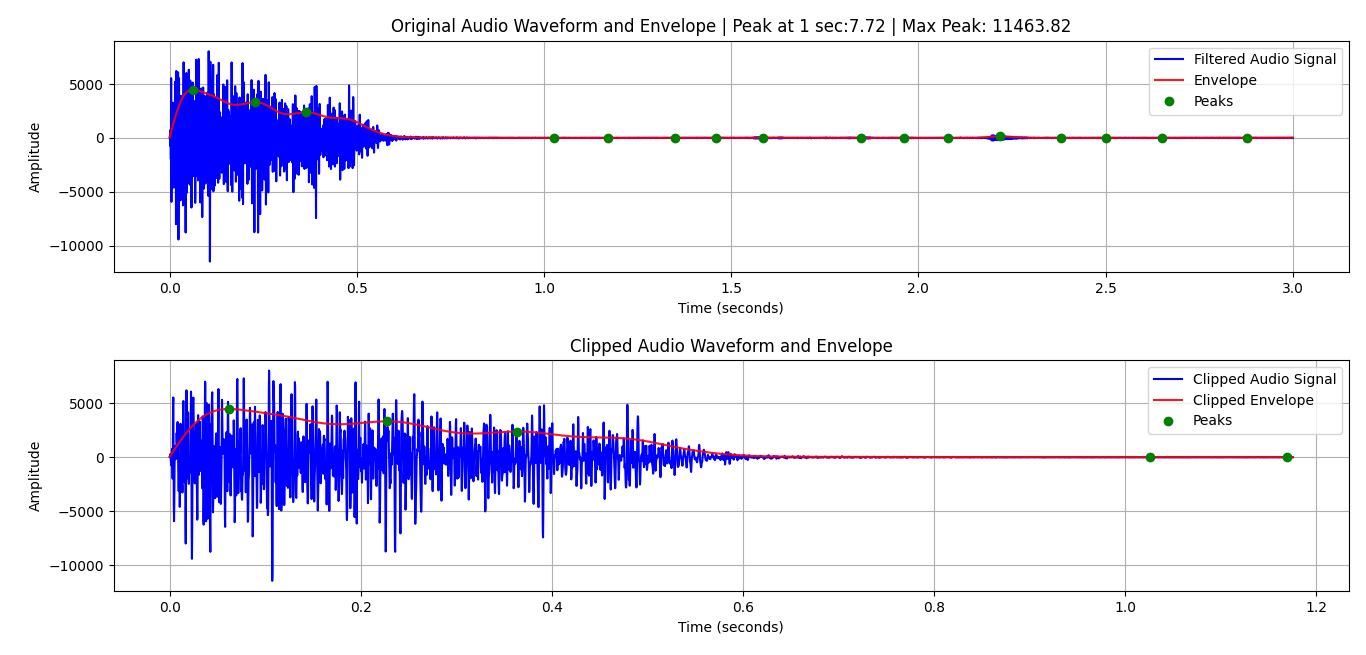 Original Audio Waveform and Envelope | Peak at 1 sec:7.72 | Max Peak: 11463.82
Filtered Audio Signal
Envelope
Peaks
Amplitude
5000
0
−5000
−10000
0.0 0.5 1.0 1.5 2.0 2.5 3.0
Time (seconds)
Clipped Audio Waveform and Envelope
Clipped Audio Signal
Clipped Envelope
Peaks
Amplitude
5000
0
−5000
−10000
0.0 0.2 0.4 0.6 0.8 1.0 1.2
Time (seconds)